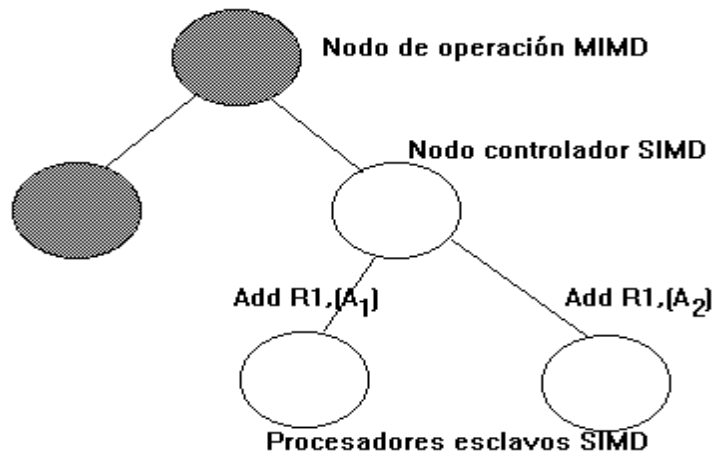 Nodo de operación MIMD
Nodo controlador SIMD
Add R1,(A₁)
Add R1,(A₂)
Procesadores esclavos SIMD